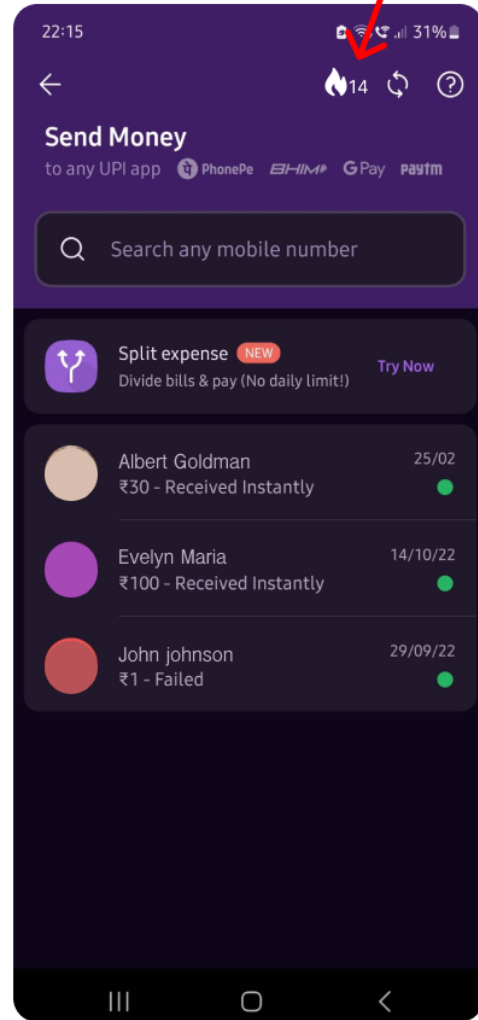 22:15 31%
14
Send Money
to any UPI app PhonePe BHIM GPay paytm
Search any mobile number
Split expense NEW
Divide bills & pay (No daily limit!)
Try Now
Albert Goldman 25/02
₹30 - Received Instantly
Evelyn Maria 14/10/22
₹100 - Received Instantly
John johnson 29/09/22
₹1 - Failed